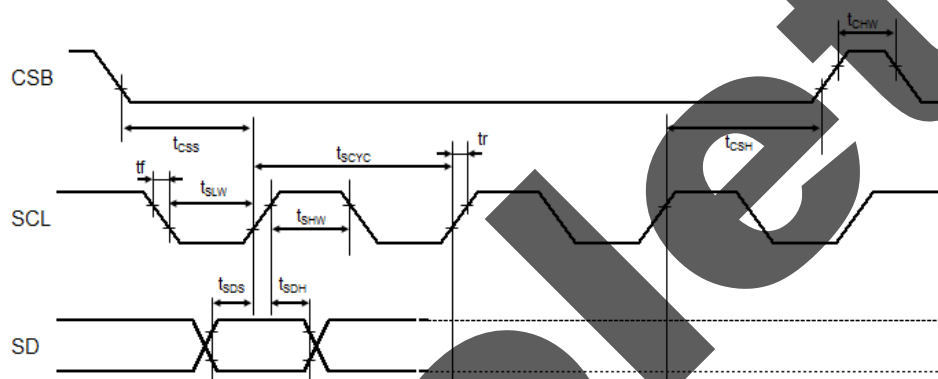 tCHW
CSB
tCSS
tCSH
tSCYC
tr
tf
tSLW
SCL
tSHW
tSDS
tSDH
SD